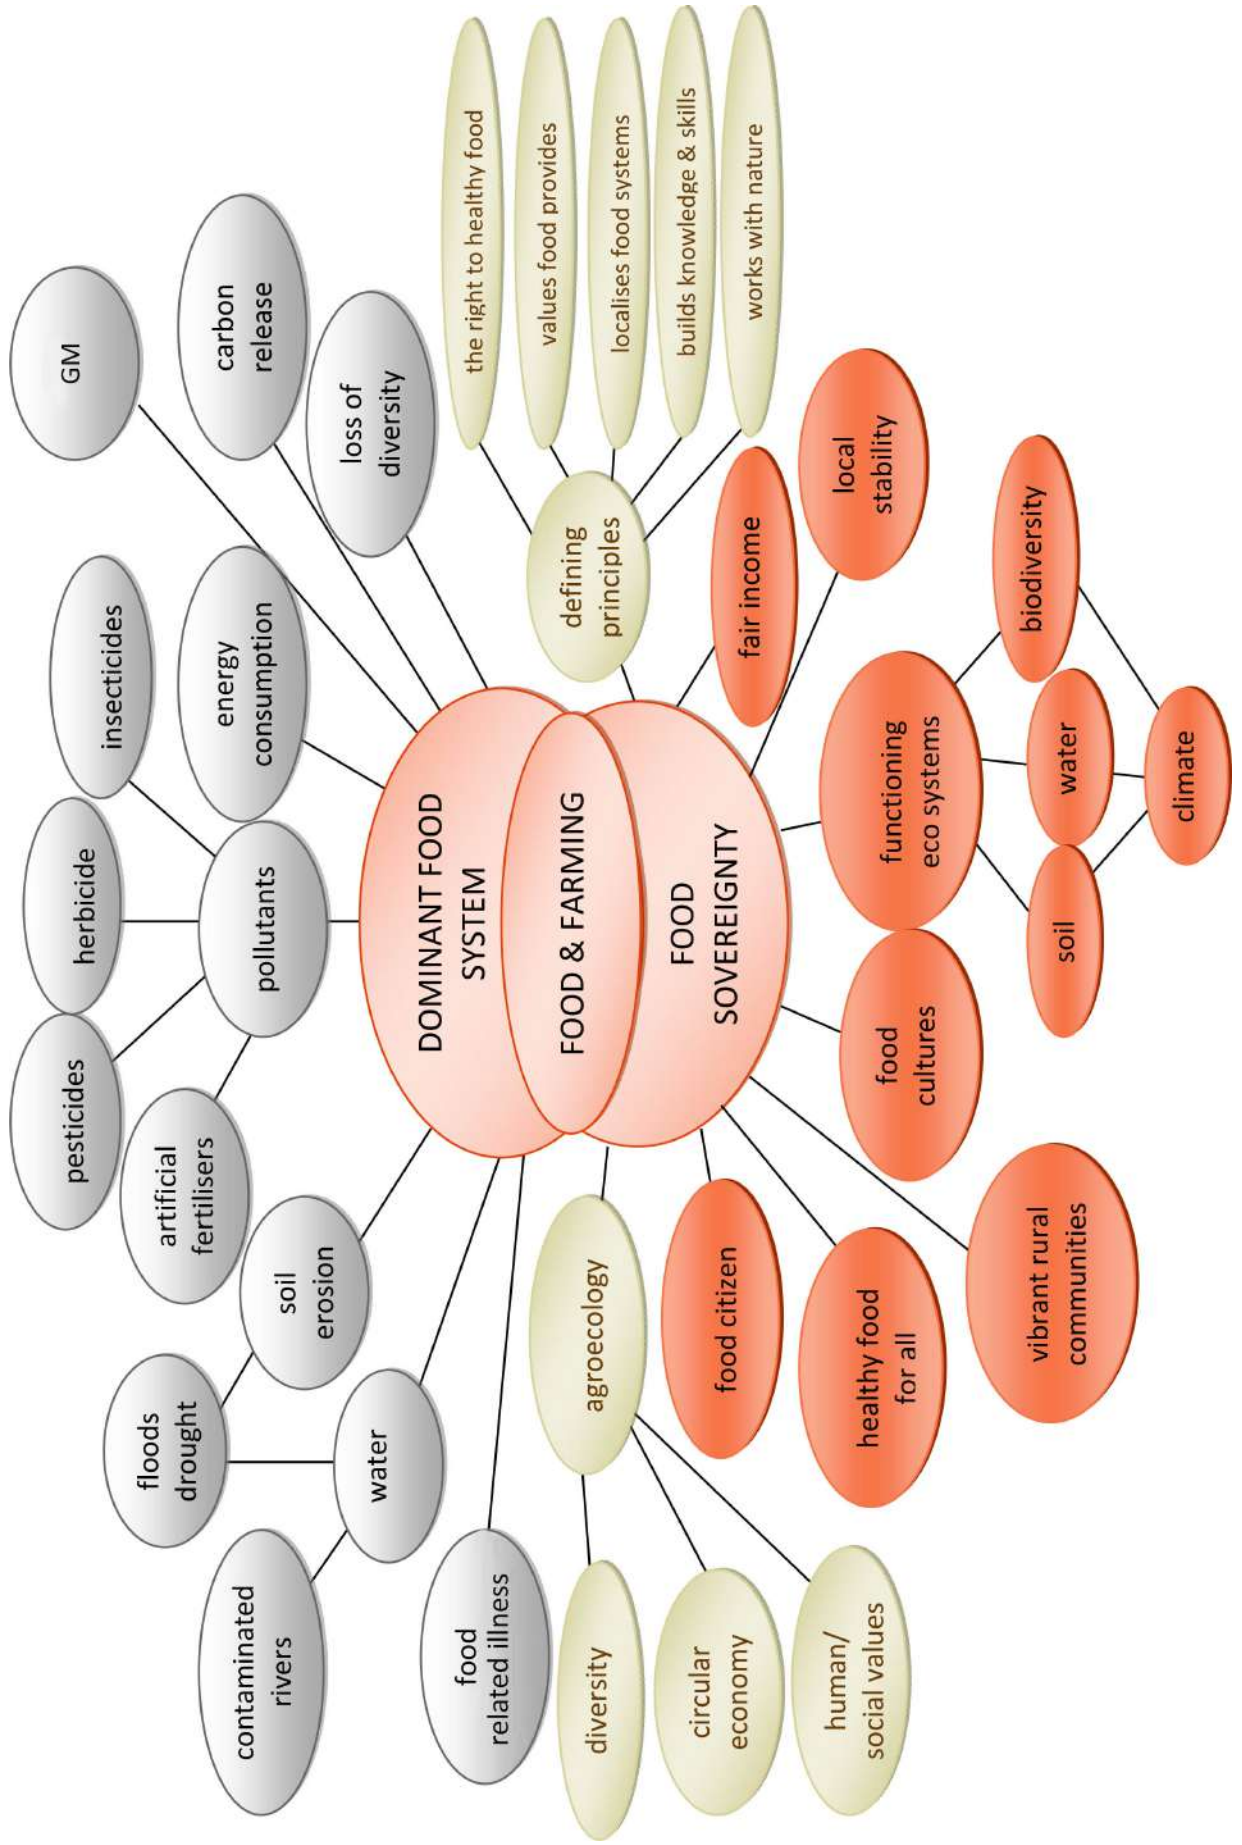 pesticides
herbicide
insecticides
GM
artificial
fertilisers
pollutants
energy
consumption
carbon
release
floods
drought
soil
erosion
loss of
diversity
contaminated
rivers
water
food
related illness
DOMINANT FOOD
SYSTEM
FOOD & FARMING
FOOD
SOVEREIGNTY
defining
principles
the right to healthy food
values food provides
localises food systems
builds knowledge & skills
works with nature
agroecology
diversity
circular
economy
human/
social values
food citizen
healthy food
for all
vibrant rural
communities
food
cultures
functioning
eco systems
fair income
local
stability
soil
water
biodiversity
climate